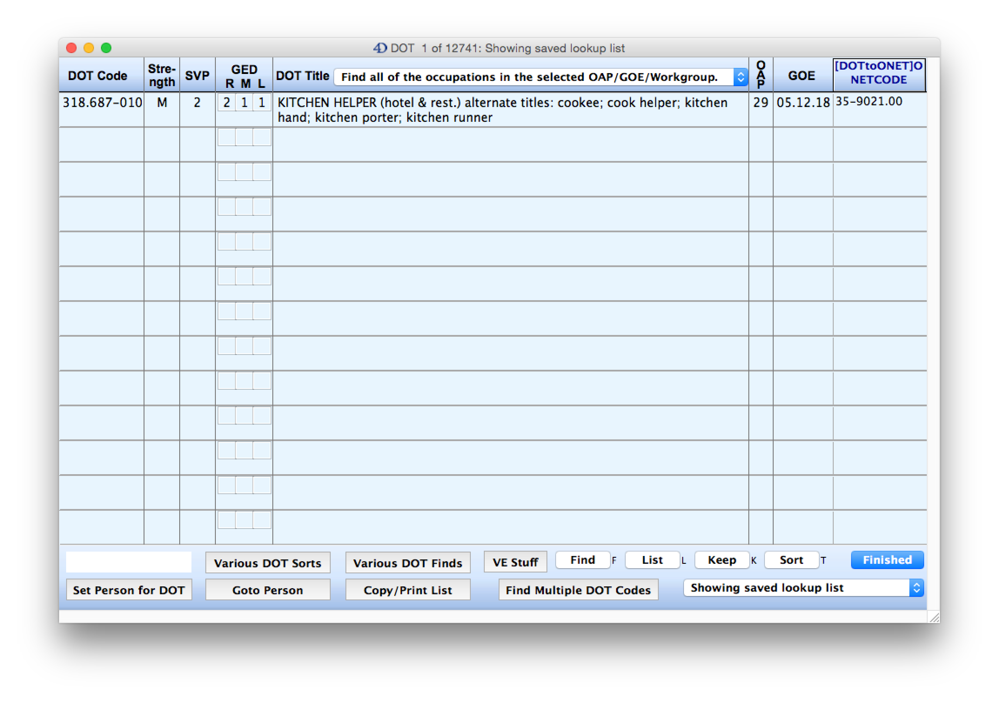 4D DOT 1 of 12741: Showing saved lookup list
DOT Code
Stre-
ngth
SVP
GED
R M L
DOT Title
Find all of the occupations in the selected OAP/GOE/Workgroup.
O
A
P
GOE
[DOTtoONET]O
NETCODE
318.687-010 M 2 2 1 1 KITCHEN HELPER (hotel & rest.) alternate titles: cookee; cook helper; kitchen 29 05.12.18 35-9021.00
hand; kitchen porter; kitchen runner
Various DOT Sorts Various DOT Finds VE Stuff Find F List L Keep K Sort T Finished
Set Person for DOT Goto Person Copy/Print List Find Multiple DOT Codes Showing saved lookup list